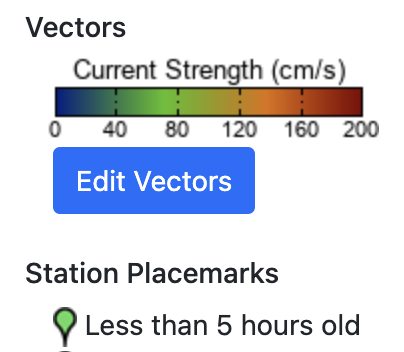 Vectors
Current Strength (cm/s)
0 40 80 120 160 200
Edit Vectors
Station Placemarks
Less than 5 hours old